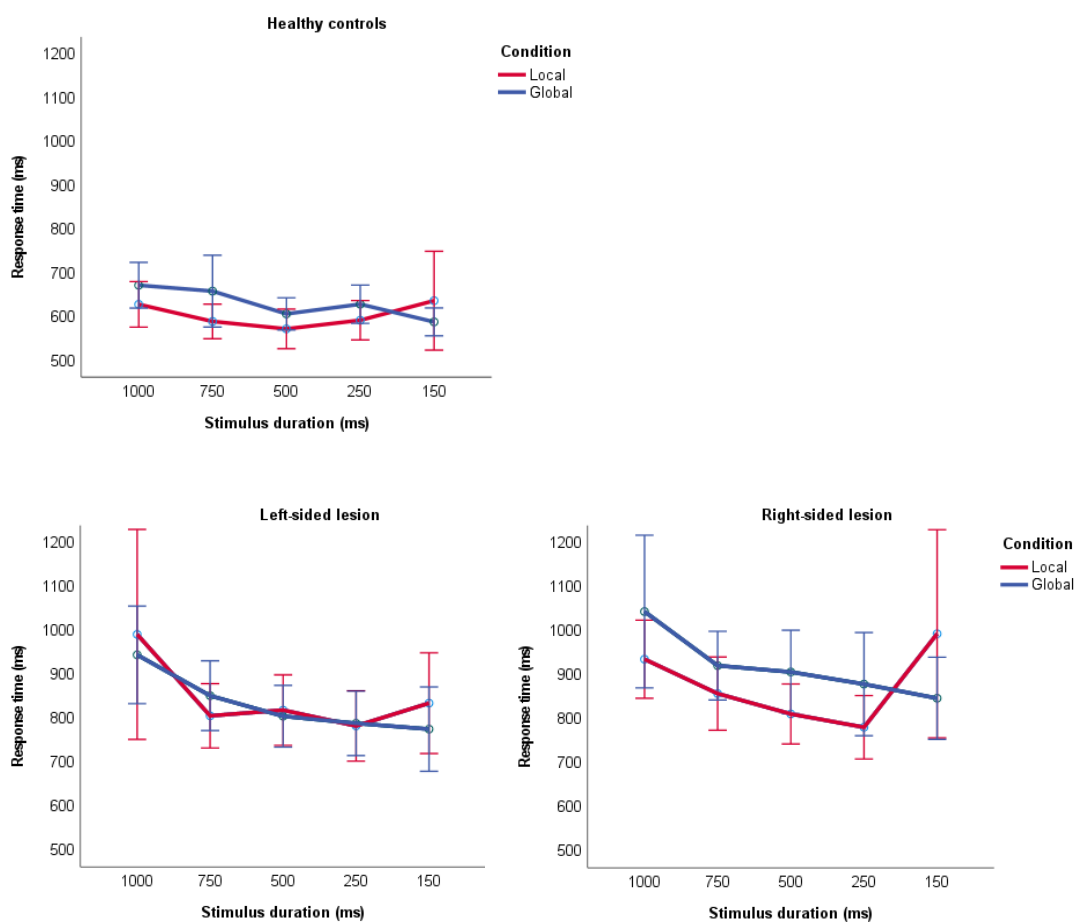 Healthy controls
Condition
Local
Global
1200
1100
1000
900
800
700
600
500
Response time (ms)
1000 750 500 250 150
Stimulus duration (ms)
Left-sided lesion
1200
1100
1000
900
800
700
600
500
Response time (ms)
1000 750 500 250 150
Stimulus duration (ms)
Right-sided lesion
Condition
Local
Global
1200
1100
1000
900
800
700
600
500
Response time (ms)
1000 750 500 250 150
Stimulus duration (ms)